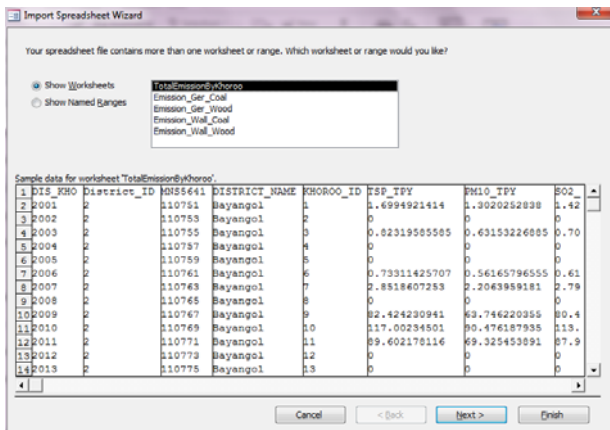 Import Spreadsheet Wizard
Your spreadsheet file contains more than one worksheet or range. Which worksheet or range would you like?
Show Worksheets
Show Named Ranges
TotalEmissionByKhoroo
Emission_Ger_Coal
Emission_Ger_Wood
Emission_Wall_Coal
Emission_Wall_Wood
Sample data for worksheet 'TotalEmissionByKhoroo'.
1 DIS_KHO District_ID MNS5641 DISTRICT_NAME KHOROO_ID TSP_TPY PM10_TPY SO2_
2 2001 2 110751 Bayangol 1 1.6994921414 1.3020252838 1.42
3 2002 2 110753 Bayangol 2 0 0 0
4 2003 2 110755 Bayangol 3 0.82319585585 0.63153226885 0.70
5 2004 2 110757 Bayangol 4 0 0 0
6 2005 2 110759 Bayangol 5 0 0 0
7 2006 2 110761 Bayangol 6 0.73311425707 0.56165796555 0.61
8 2007 2 110763 Bayangol 7 2.8518607253 2.2063959181 2.79
9 2008 2 110765 Bayangol 8 0 0 0
10 2009 2 110767 Bayangol 9 82.424230941 63.746220355 80.4
11 2010 2 110769 Bayangol 10 117.00234501 90.476187935 113.
12 2011 2 110771 Bayangol 11 89.602178116 69.325453891 87.9
13 2012 2 110773 Bayangol 12 0 0 0
14 2013 2 110775 Bayangol 13 0 0 0
Cancel < Back Next > Finish